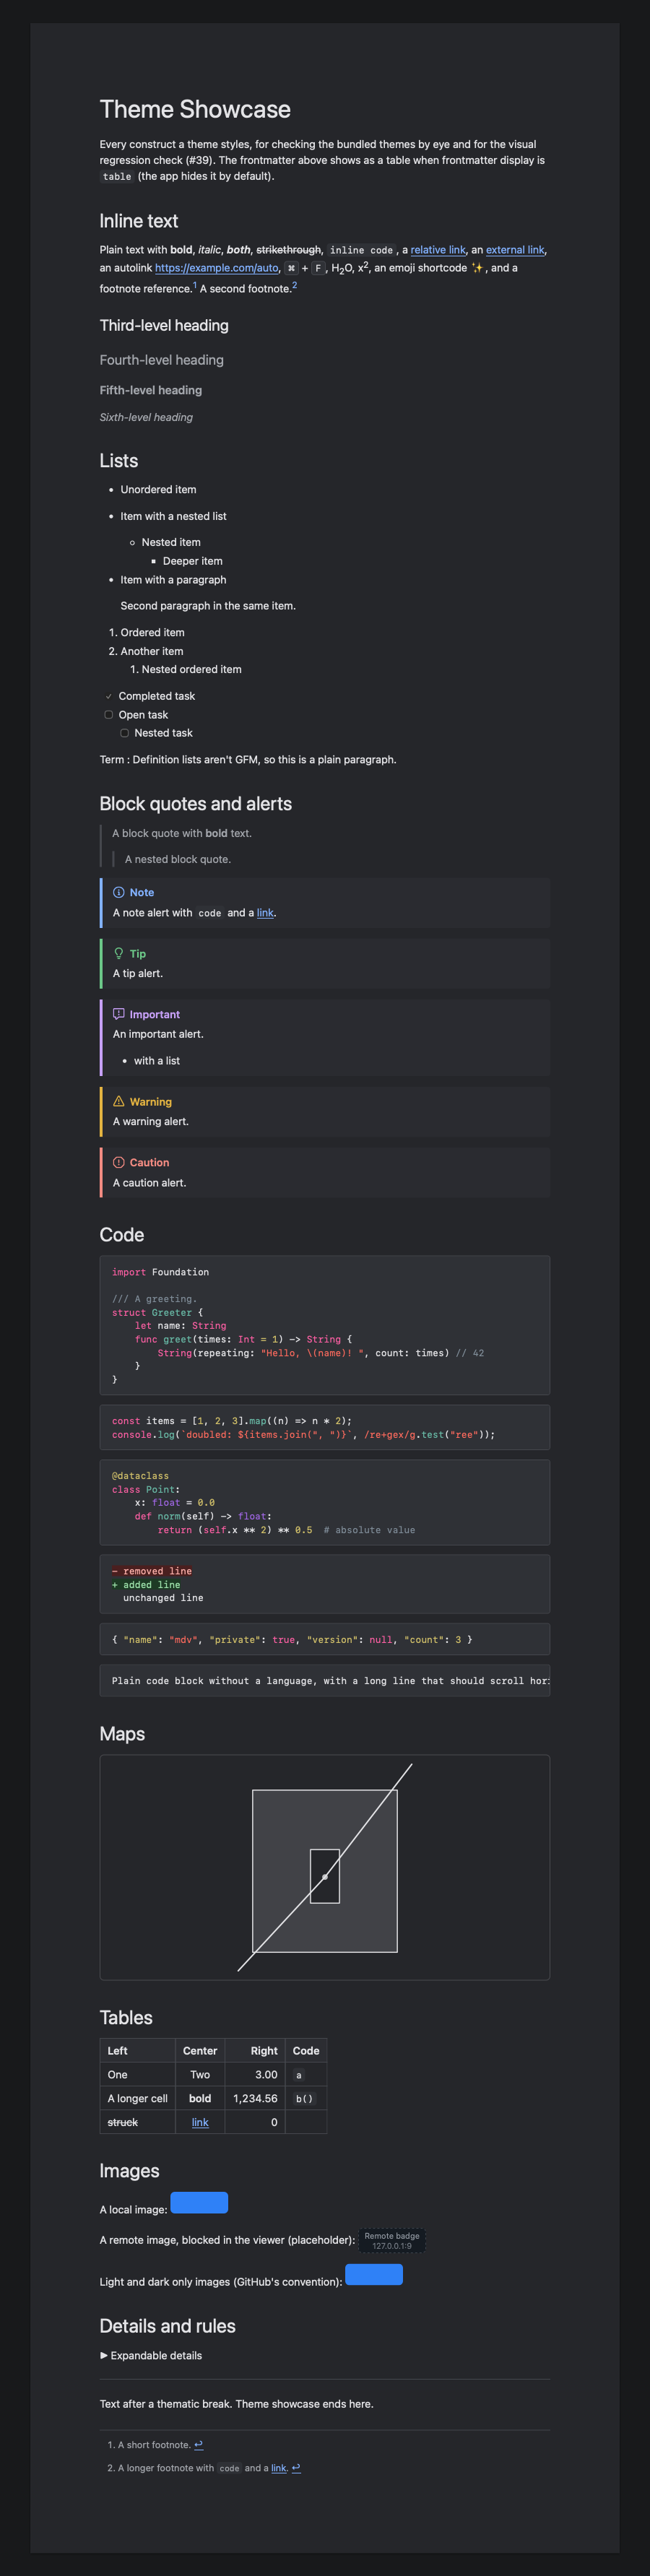 Theme Showcase
Every construct a theme styles, for checking the bundled themes by eye and for the visual
regression check (#39). The frontmatter above shows as a table when frontmatter display is
table (the app hides it by default).
Inline text
Plain text with bold, italic, both, strikethrough, inline code, a relative link, an external link,
an autolink https://example.com/auto, ⌘ + F, H2O, x2, an emoji shortcode ✨, and a
footnote reference.1 A second footnote.2
Third-level heading
Fourth-level heading
Fifth-level heading
Sixth-level heading
Lists
• Unordered item
• Item with a nested list
◦ Nested item
▪ Deeper item
• Item with a paragraph
Second paragraph in the same item.
1. Ordered item
2. Another item
1. Nested ordered item
✓ Completed task
Open task
Nested task
Term : Definition lists aren't GFM, so this is a plain paragraph.
Block quotes and alerts
A block quote with bold text.
A nested block quote.
Note
A note alert with code and a link.
Tip
A tip alert.
Important
An important alert.
• with a list
Warning
A warning alert.
Caution
A caution alert.
Code
import Foundation
/// A greeting.
struct Greeter {
let name: String
func greet(times: Int = 1) -> String {
String(repeating: "Hello, \(name)! ", count: times) // 42
}
}
const items = [1, 2, 3].map((n) => n * 2);
console.log(`doubled: ${items.join(", ")}`, /re+gex/g.test("ree"));
@dataclass
class Point:
x: float = 0.0
def norm(self) -> float:
return (self.x ** 2) ** 0.5  # absolute value
- removed line
+ added line
unchanged line
{ "name": "mdv", "private": true, "version": null, "count": 3 }
Plain code block without a language, with a long line that should scroll hori
Maps
Tables
Left Center Right Code
One Two 3.00 a
A longer cell bold 1,234.56 b()
struck link 0
Images
A local image:
A remote image, blocked in the viewer (placeholder): Remote badge
127.0.0.1:9
Light and dark only images (GitHub's convention):
Details and rules
▶ Expandable details
Text after a thematic break. Theme showcase ends here.
1. A short footnote. ↩
2. A longer footnote with code and a link. ↩